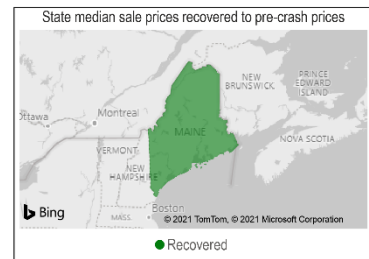 State median sale prices recovered to pre-crash prices
NEW
BRUNSWICK
PRINCE
EDWARD
ISLAND
Ottawa
Montreal
MAINE
NOVA SCOTIA
VERMONT
NEW
HAMPSHIRE
MASS.
Boston
Bing
© 2021 TomTom, © 2021 Microsoft Corporation
Recovered